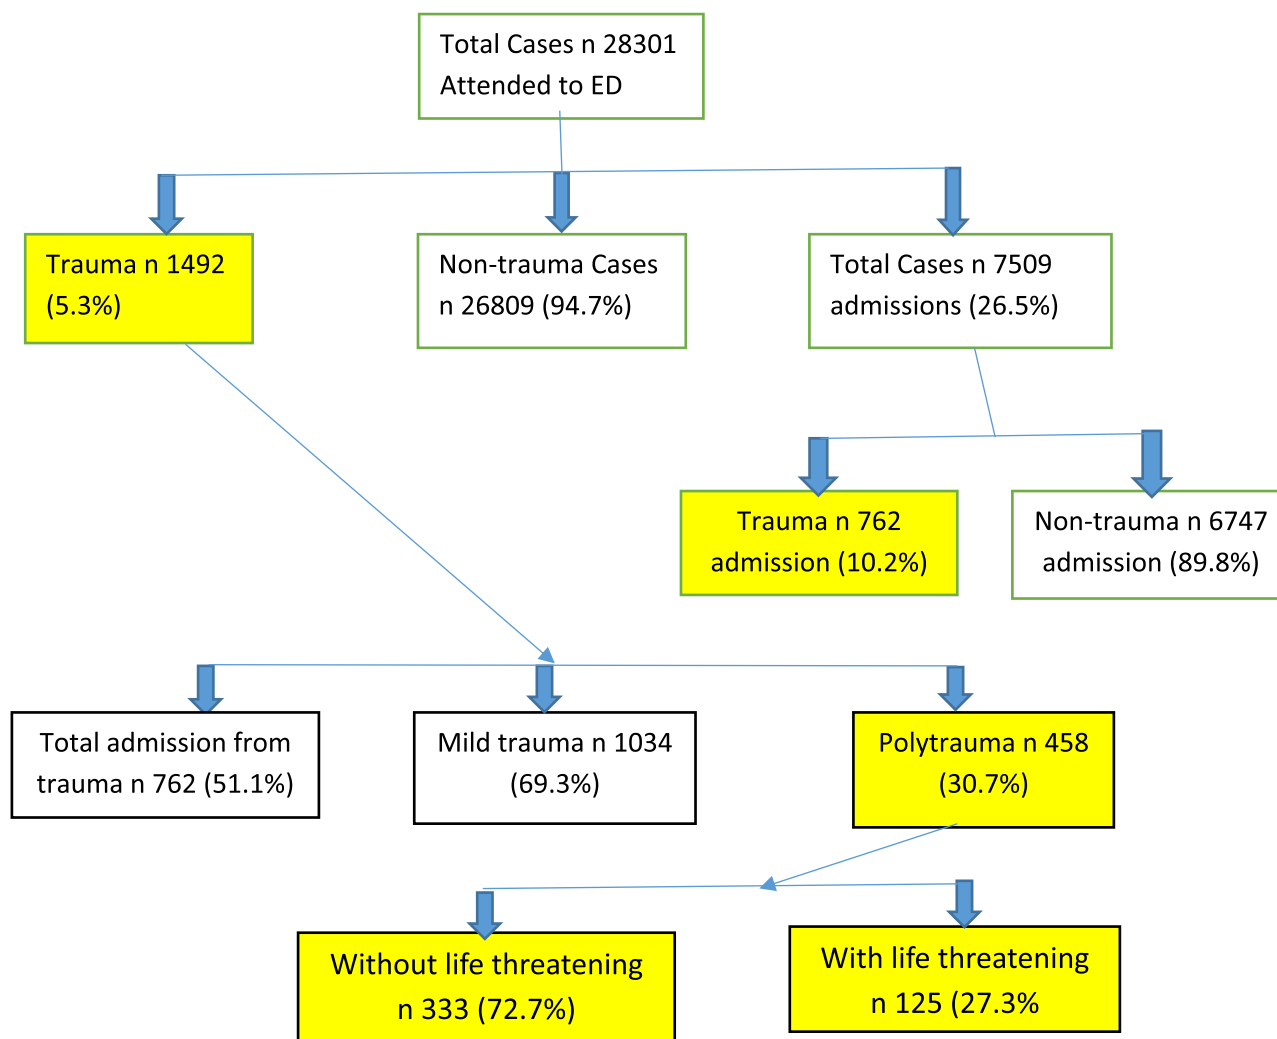 Total Cases n 28301
Attended to ED
Trauma n 1492
(5.3%)
Non-trauma Cases
n 26809 (94.7%)
Total Cases n 7509
admissions (26.5%)
Trauma n 762
admission (10.2%)
Non-trauma n 6747
admission (89.8%)
Total admission from
trauma n 762 (51.1%)
Mild trauma n 1034
(69.3%)
Polytrauma n 458
(30.7%)
Without life threatening
n 333 (72.7%)
With life threatening
n 125 (27.3%